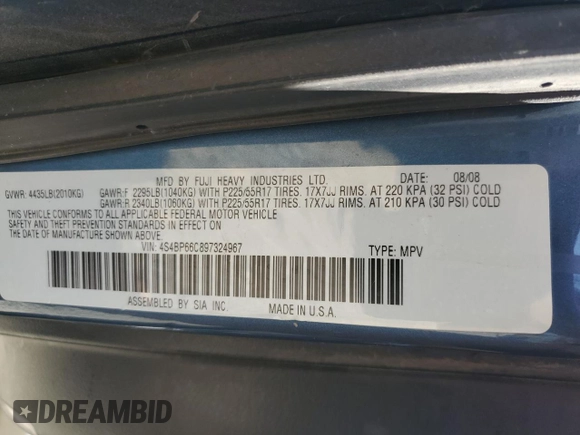 MFD BY FUJI HEAVY INDUSTRIES LTD. DATE: 08/08
GVWR: 4435LB(2010KG) GAWR:F 2295LB(1040KG) WITH P225/55R17 TIRES. 17X7JJ RIMS. AT 220 KPA (32 PSI) COLD
GAWR:R 2340LB(1060KG) WITH P225/55R17 TIRES. 17X7JJ RIMS. AT 210 KPA (30 PSI) COLD
THIS VEHICLE CONFORMS TO ALL APPLICABLE FEDERAL MOTOR VEHICLE
SAFETY AND THEFT PREVENTION STANDARDS IN EFFECT ON THE DATE OF
MANUFACTURE SHOWN ABOVE.
VIN: 4S4BP66C897324967 TYPE: MPV
ASSEMBLED BY SIA INC. MADE IN U.S.A.
DREAMBID